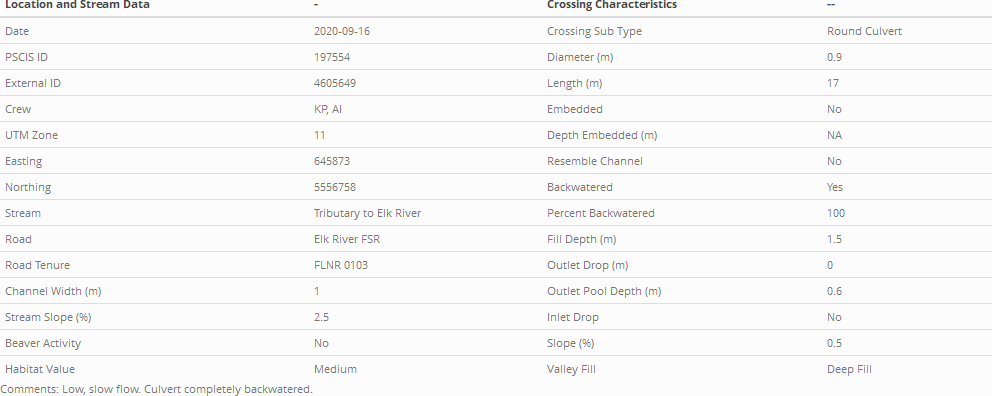 Location and Stream Data - Crossing Characteristics --
Date 2020-09-16 Crossing Sub Type Round Culvert
PSCIS ID 197554 Diameter (m) 0.9
External ID 4605649 Length (m) 17
Crew KP, AI Embedded No
UTM Zone 11 Depth Embedded (m) NA
Easting 645873 Resemble Channel No
Northing 5556758 Backwatered Yes
Stream Tributary to Elk River Percent Backwatered 100
Road Elk River FSR Fill Depth (m) 1.5
Road Tenure FLNR 0103 Outlet Drop (m) 0
Channel Width (m) 1 Outlet Pool Depth (m) 0.6
Stream Slope (%) 2.5 Inlet Drop No
Beaver Activity No Slope (%) 0.5
Habitat Value Medium Valley Fill Deep Fill
Comments: Low, slow flow. Culvert completely backwatered.